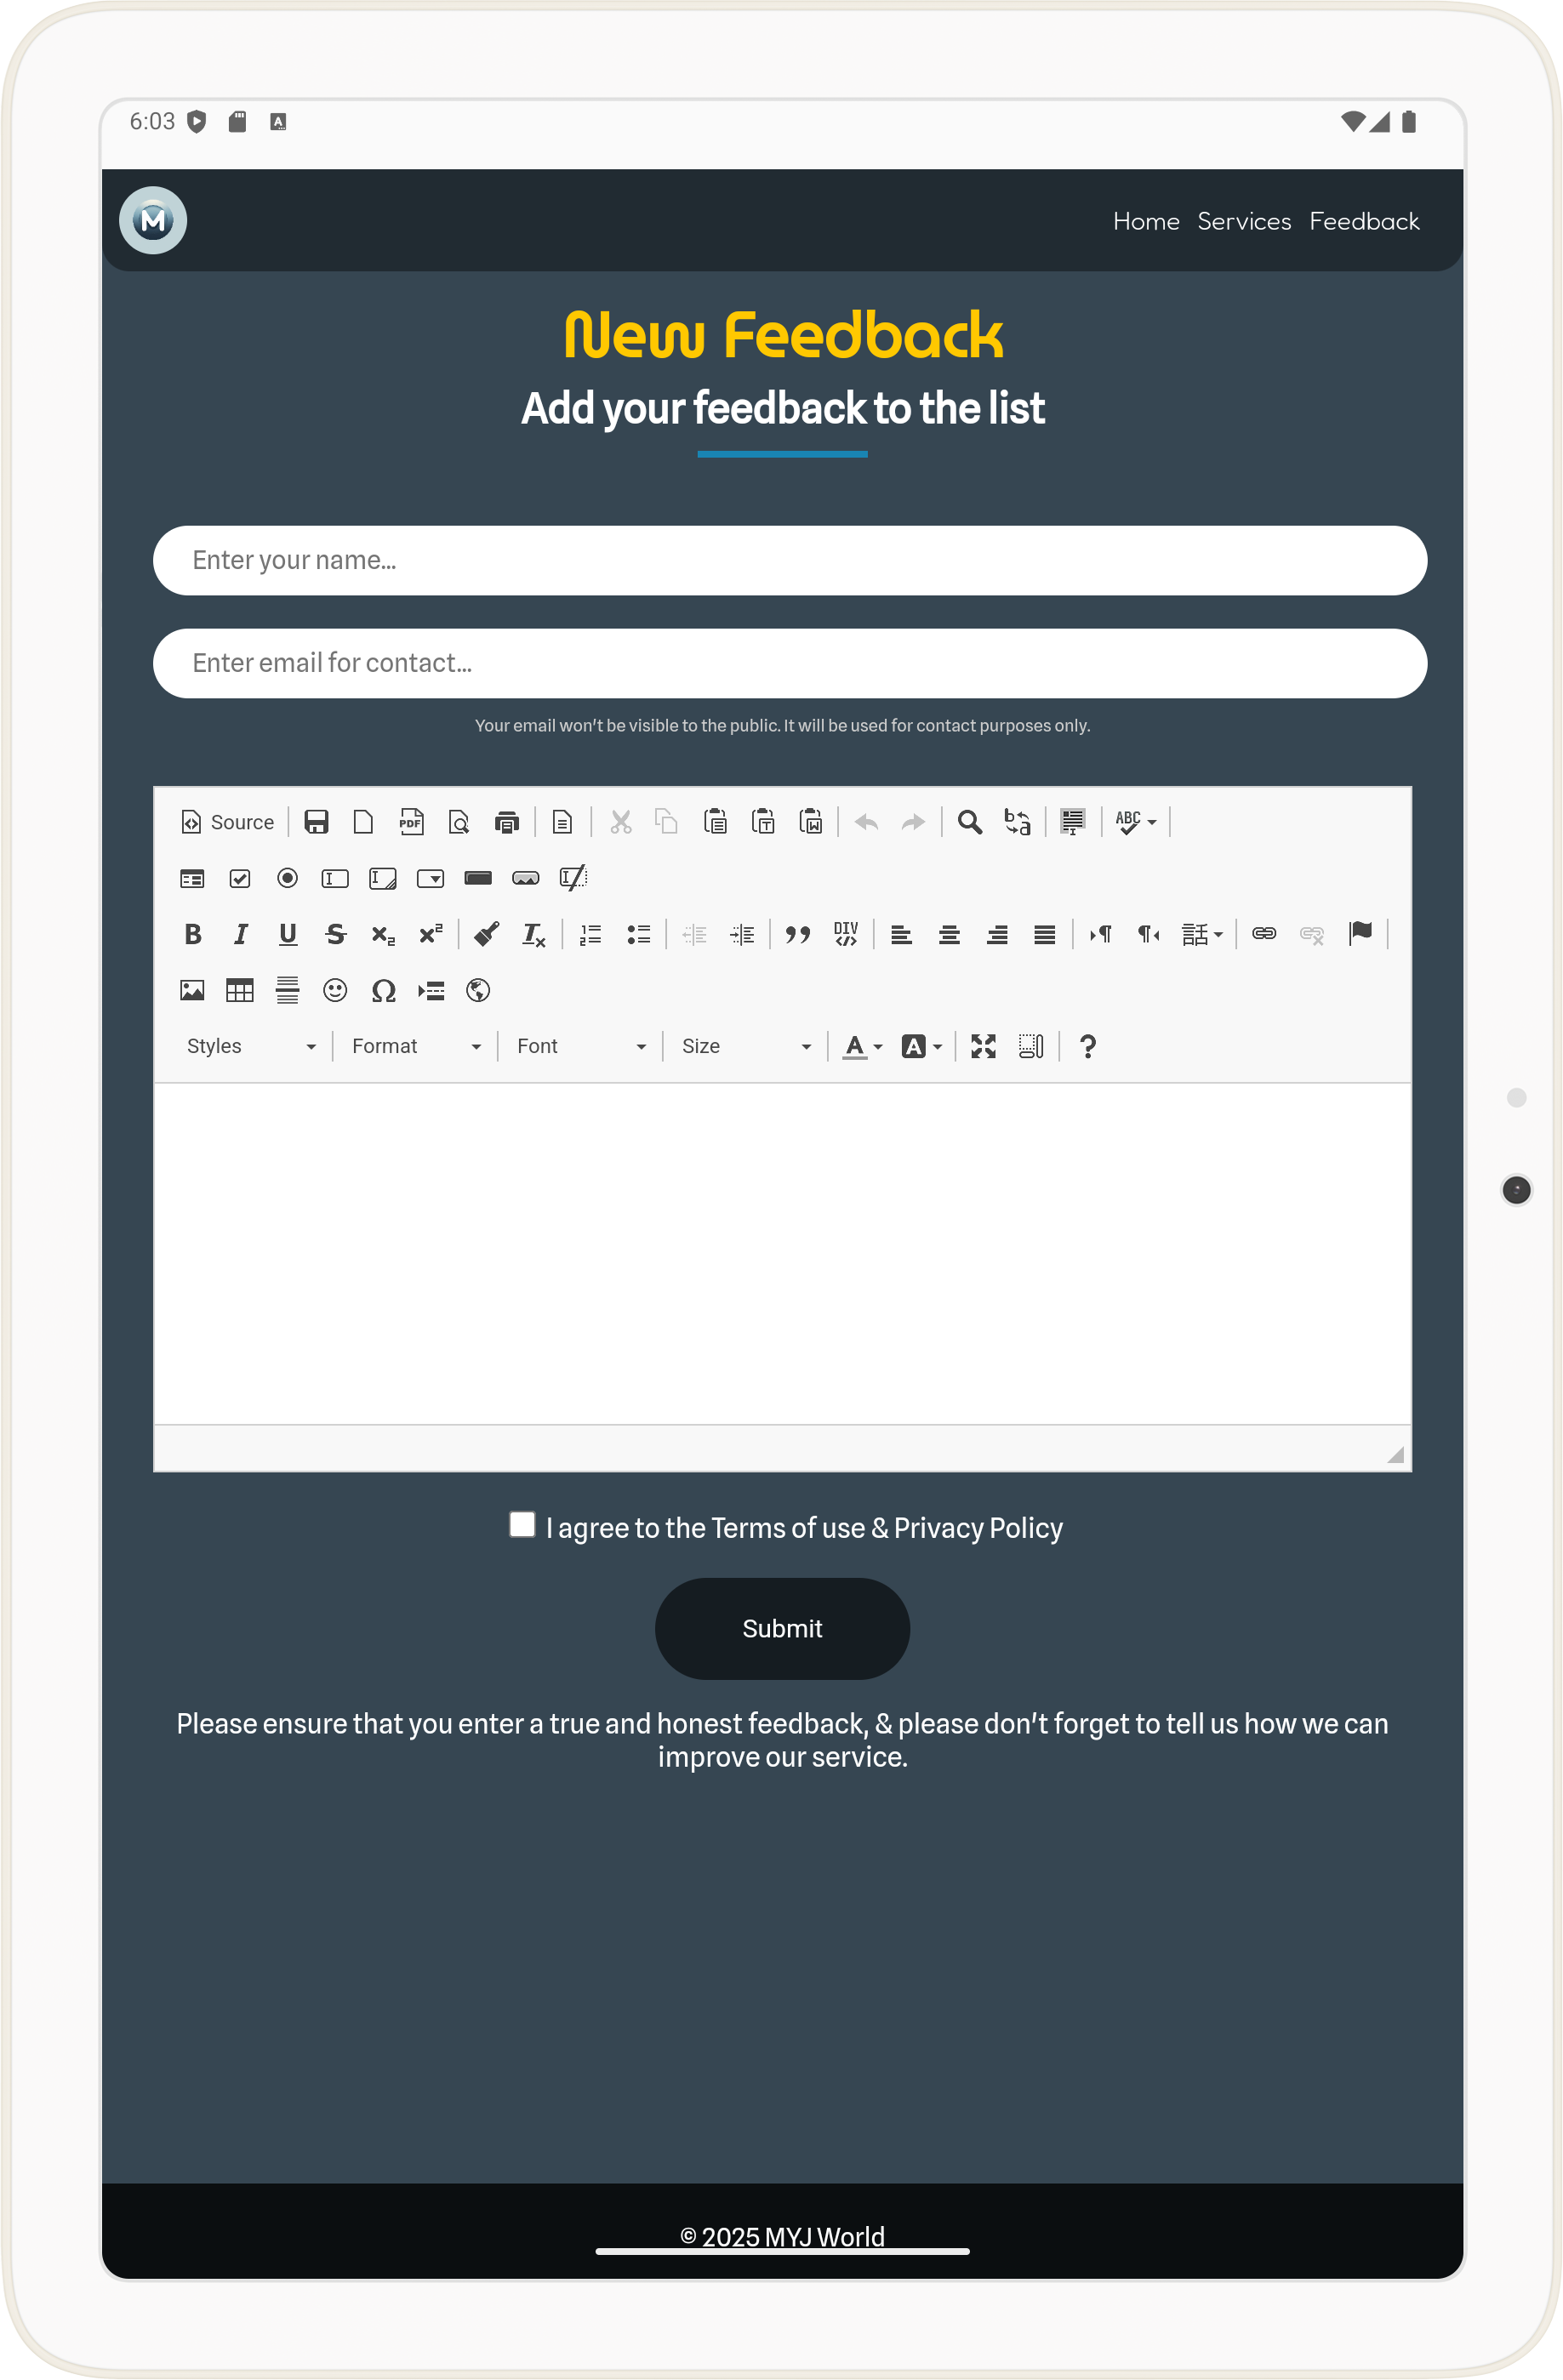 6:03
M
Home Services Feedback
New Feedback
Add your feedback to the list
Enter your name...
Enter email for contact...
Your email won't be visible to the public. It will be used for contact purposes only.
Source PDF T W b a ABC
B I U S x₂ x² Tx DIV 話
Ω
Styles Format Font Size A A ?
I agree to the Terms of use & Privacy Policy
Submit
Please ensure that you enter a true and honest feedback, & please don't forget to tell us how we can
improve our service.
© 2025 MYJ World